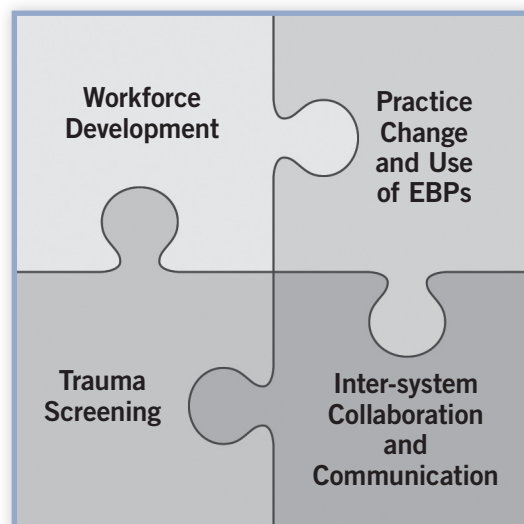 Workforce
Development
Practice
Change
and Use
of EBPs
Trauma
Screening
Inter-system
Collaboration
and
Communication